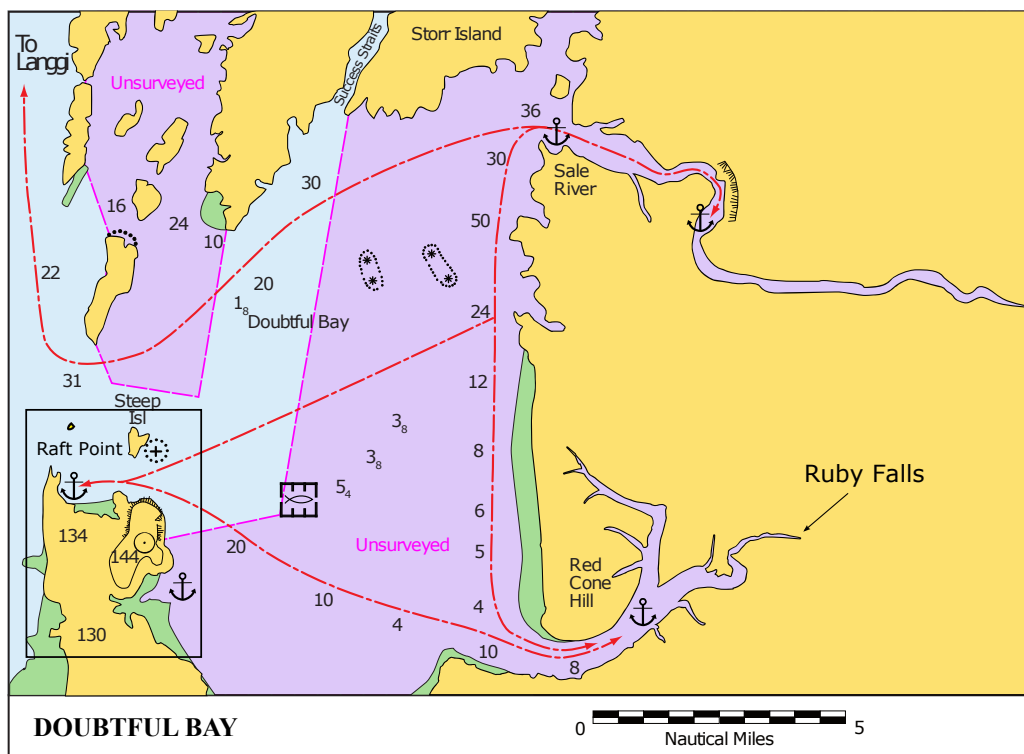 To
Langgi
Storr Island
Success Straits
Unsurveyed
36
30
Sale
River
30
16
24
10
50
22
20
1₈
Doubtful Bay
24
31
12
Steep
Isl
3₈
Raft Point
3₈
8
Ruby Falls
5₄
6
134
20
Unsurveyed
144
5
Red
Cone
Hill
10
4
4
130
10
8
DOUBTFUL BAY
0
5
Nautical Miles